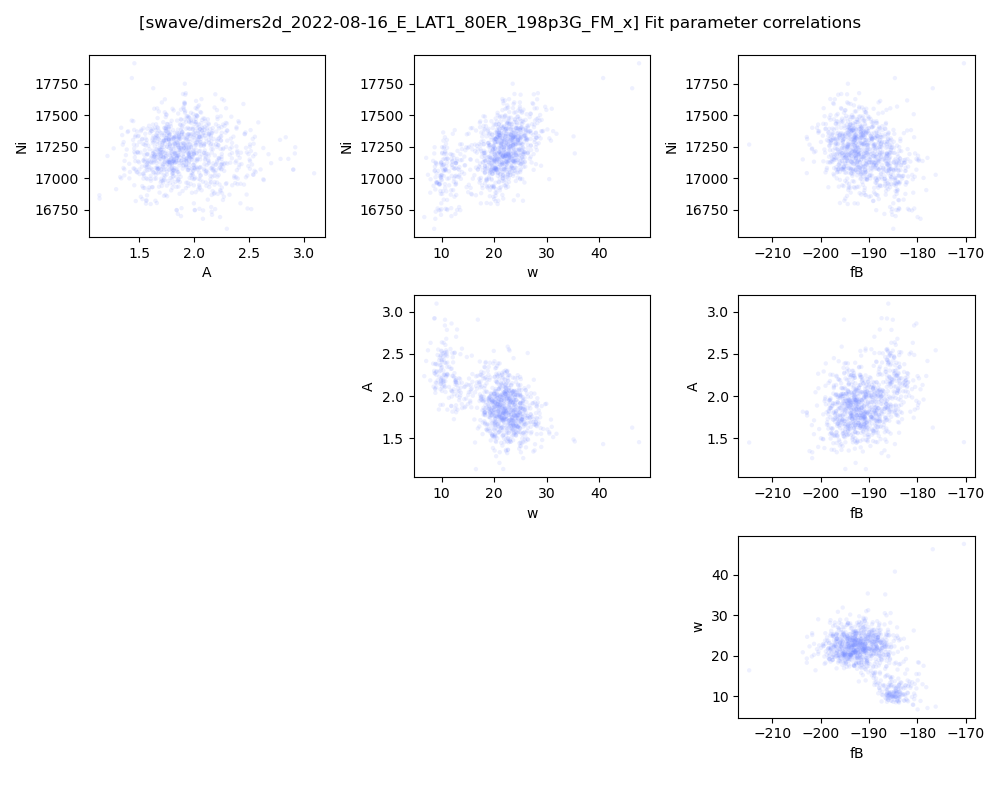 [swave/dimers2d_2022-08-16_E_LAT1_80ER_198p3G_FM_x] Fit parameter correlations
17750
17500
17250
17000
16750
Ni
1.5 2.0 2.5 3.0
A
17750
17500
17250
17000
16750
Ni
10 20 30 40
w
17750
17500
17250
17000
16750
Ni
−210 −200 −190 −180 −170
fB
3.0
2.5
2.0
1.5
A
10 20 30 40
w
3.0
2.5
2.0
1.5
A
−210 −200 −190 −180 −170
fB
40
30
20
10
w
−210 −200 −190 −180 −170
fB